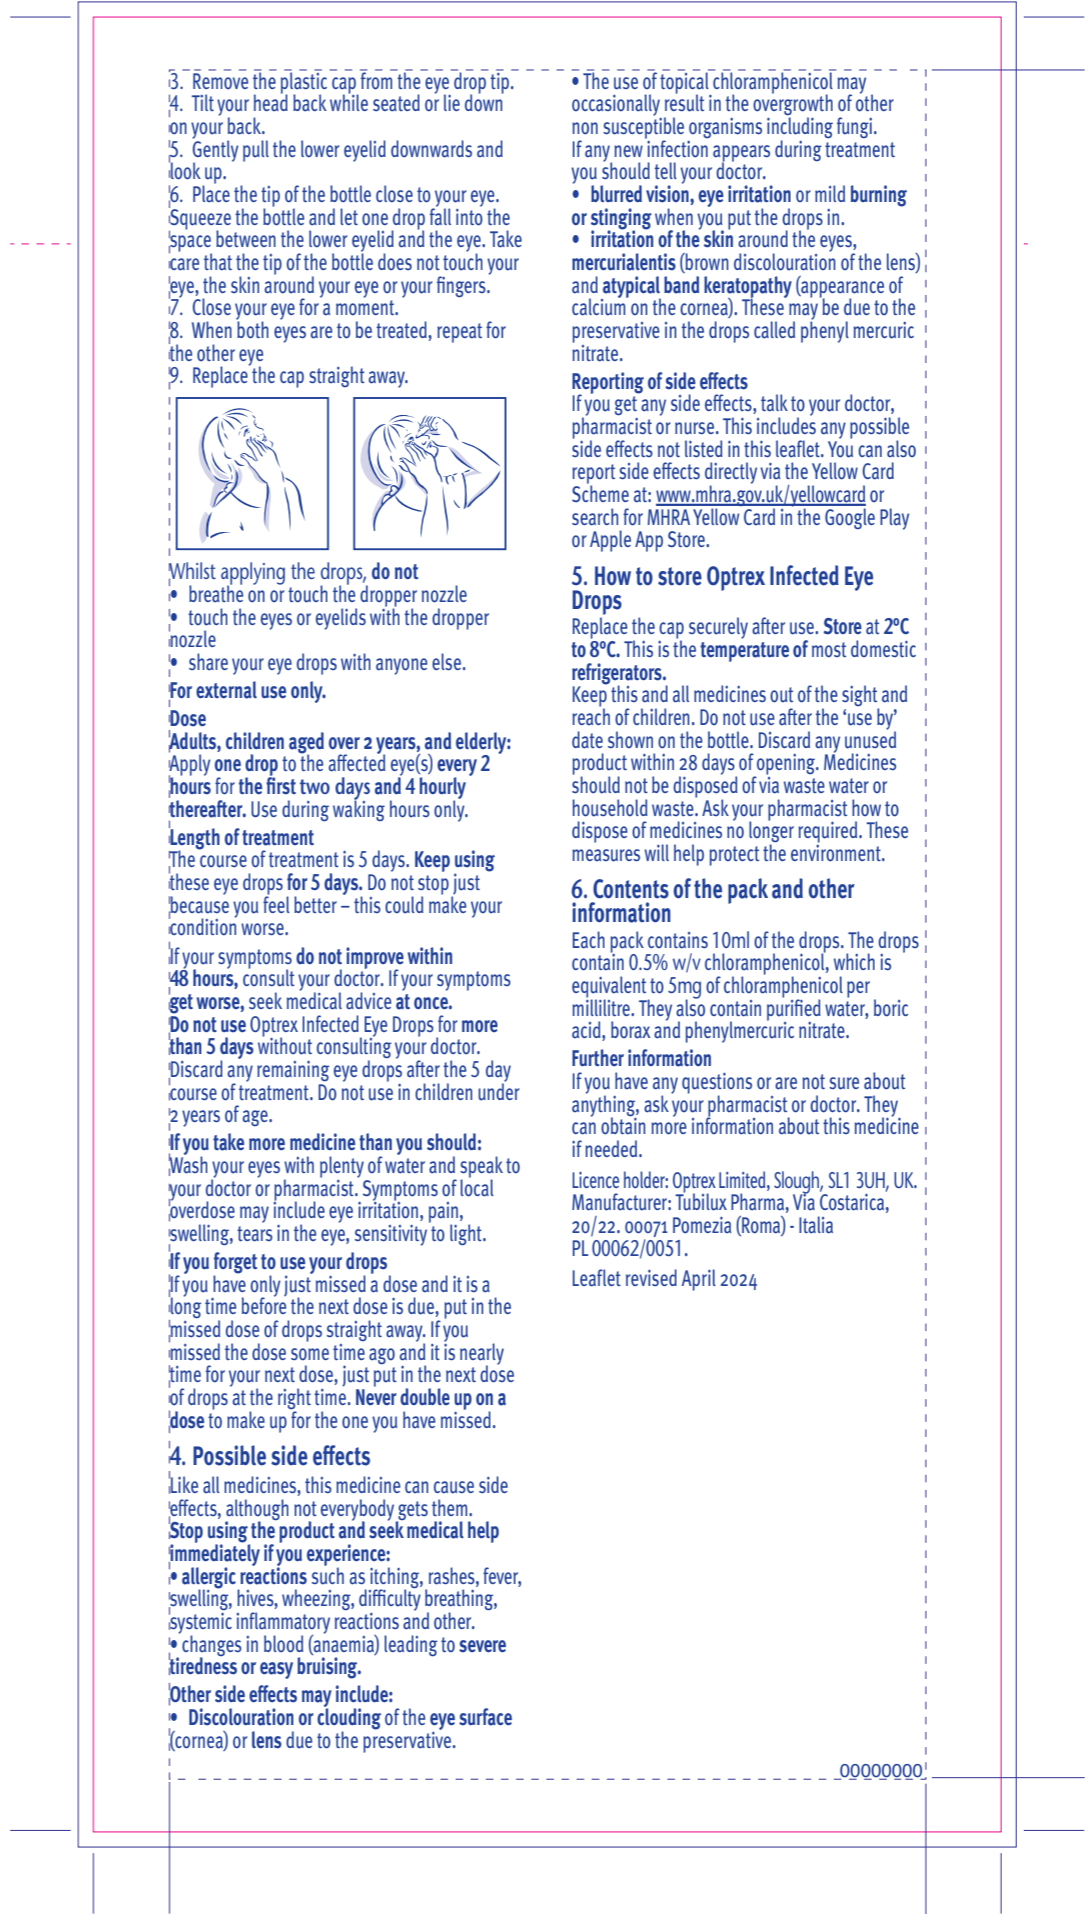 3. Remove the plastic cap from the eye drop tip.
4. Tilt your head back while seated or lie down
on your back.
5. Gently pull the lower eyelid downwards and
look up.
6. Place the tip of the bottle close to your eye.
Squeeze the bottle and let one drop fall into the
space between the lower eyelid and the eye. Take
care that the tip of the bottle does not touch your
eye, the skin around your eye or your fingers.
7. Close your eye for a moment.
8. When both eyes are to be treated, repeat for
the other eye
9. Replace the cap straight away.
Whilst applying the drops, do not
• breathe on or touch the dropper nozzle
• touch the eyes or eyelids with the dropper
nozzle
• share your eye drops with anyone else.
For external use only.
Dose
Adults, children aged over 2 years, and elderly:
Apply one drop to the affected eye(s) every 2
hours for the first two days and 4 hourly
thereafter. Use during waking hours only.
Length of treatment
The course of treatment is 5 days. Keep using
these eye drops for 5 days. Do not stop just
because you feel better – this could make your
condition worse.
If your symptoms do not improve within
48 hours, consult your doctor. If your symptoms
get worse, seek medical advice at once.
Do not use Optrex Infected Eye Drops for more
than 5 days without consulting your doctor.
Discard any remaining eye drops after the 5 day
course of treatment. Do not use in children under
2 years of age.
If you take more medicine than you should:
Wash your eyes with plenty of water and speak to
your doctor or pharmacist. Symptoms of local
overdose may include eye irritation, pain,
swelling, tears in the eye, sensitivity to light.
If you forget to use your drops
If you have only just missed a dose and it is a
long time before the next dose is due, put in the
missed dose of drops straight away. If you
missed the dose some time ago and it is nearly
time for your next dose, just put in the next dose
of drops at the right time. Never double up on a
dose to make up for the one you have missed.
4. Possible side effects
Like all medicines, this medicine can cause side
effects, although not everybody gets them.
Stop using the product and seek medical help
immediately if you experience:
• allergic reactions such as itching, rashes, fever,
swelling, hives, wheezing, difficulty breathing,
systemic inflammatory reactions and other.
• changes in blood (anaemia) leading to severe
tiredness or easy bruising.
Other side effects may include:
• Discolouration or clouding of the eye surface
(cornea) or lens due to the preservative.
• The use of topical chloramphenicol may
occasionally result in the overgrowth of other
non susceptible organisms including fungi.
If any new infection appears during treatment
you should tell your doctor.
• blurred vision, eye irritation or mild burning
or stinging when you put the drops in.
• irritation of the skin around the eyes,
mercurialentis (brown discolouration of the lens)
and atypical band keratopathy (appearance of
calcium on the cornea). These may be due to the
preservative in the drops called phenyl mercuric
nitrate.
Reporting of side effects
If you get any side effects, talk to your doctor,
pharmacist or nurse. This includes any possible
side effects not listed in this leaflet. You can also
report side effects directly via the Yellow Card
Scheme at: www.mhra.gov.uk/yellowcard or
search for MHRA Yellow Card in the Google Play
or Apple App Store.
5. How to store Optrex Infected Eye
Drops
Replace the cap securely after use. Store at 2ºC
to 8ºC. This is the temperature of most domestic
refrigerators.
Keep this and all medicines out of the sight and
reach of children. Do not use after the ‘use by’
date shown on the bottle. Discard any unused
product within 28 days of opening. Medicines
should not be disposed of via waste water or
household waste. Ask your pharmacist how to
dispose of medicines no longer required. These
measures will help protect the environment.
6. Contents of the pack and other
information
Each pack contains 10ml of the drops. The drops
contain 0.5% w/v chloramphenicol, which is
equivalent to 5mg of chloramphenicol per
millilitre. They also contain purified water, boric
acid, borax and phenylmercuric nitrate.
Further information
If you have any questions or are not sure about
anything, ask your pharmacist or doctor. They
can obtain more information about this medicine
if needed.
Licence holder: Optrex Limited, Slough, SL1 3UH, UK.
Manufacturer: Tubilux Pharma, Via Costarica,
20/22. 00071 Pomezia (Roma) - Italia
PL 00062/0051.
Leaflet revised April 2024
00000000